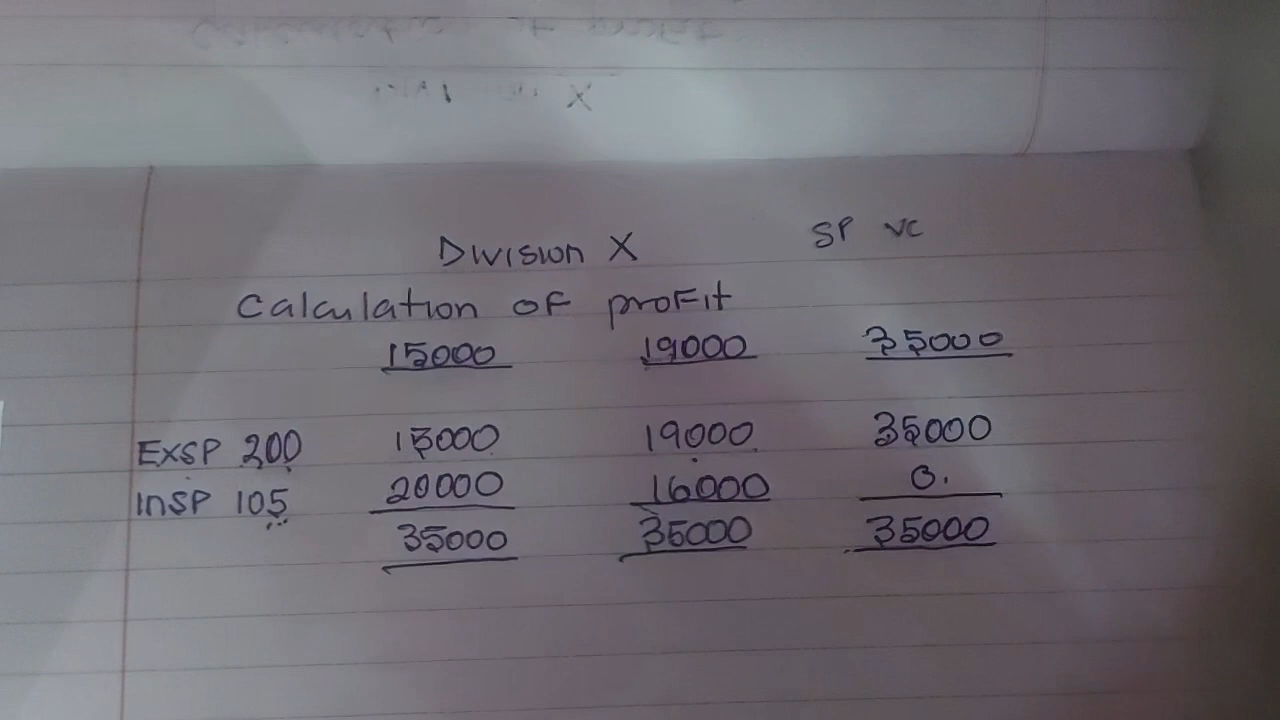 Division X SP VC
Calculation of profit
15000 19000 35000
ExSP 200 15000 19000 35000
InSP 105 20000 16000 0.
35000 35000 35000